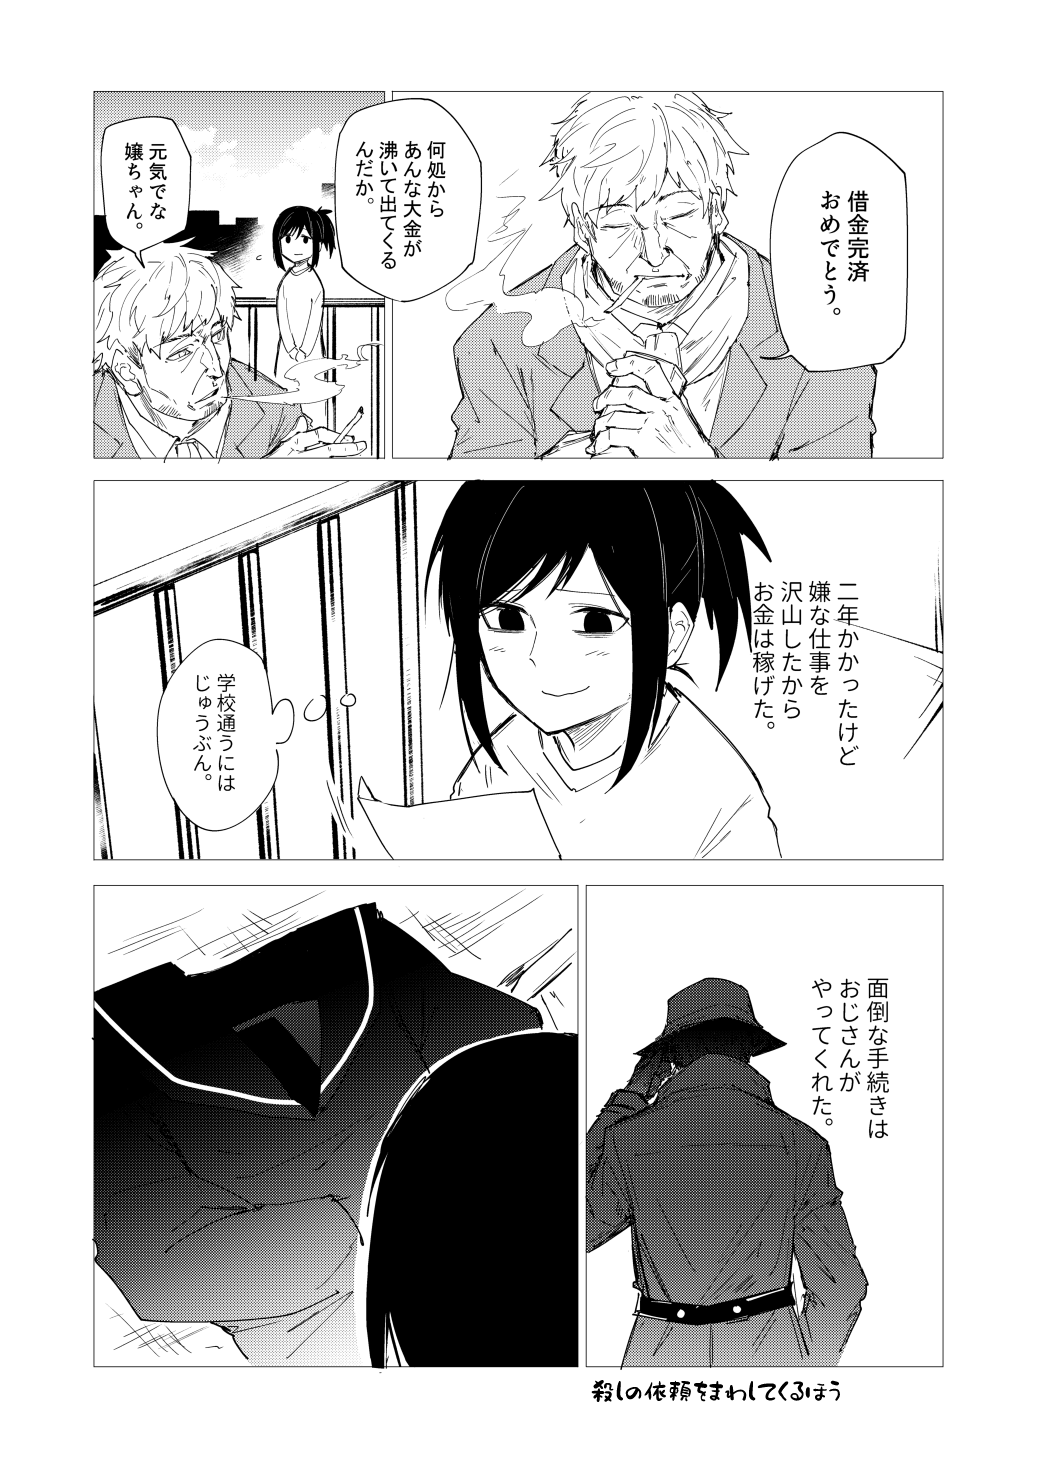 借金完済
おめでとう。
何処から
あんな大金が
沸いて出てくる
んだか。
元気でな
嬢ちゃん。
二年かかったけど
嫌な仕事を
沢山したから
お金は稼げた。
学校通うには
じゅうぶん。
面倒な手続きは
おじさんが
やってくれた。
殺しの依頼をまわしてくるほう